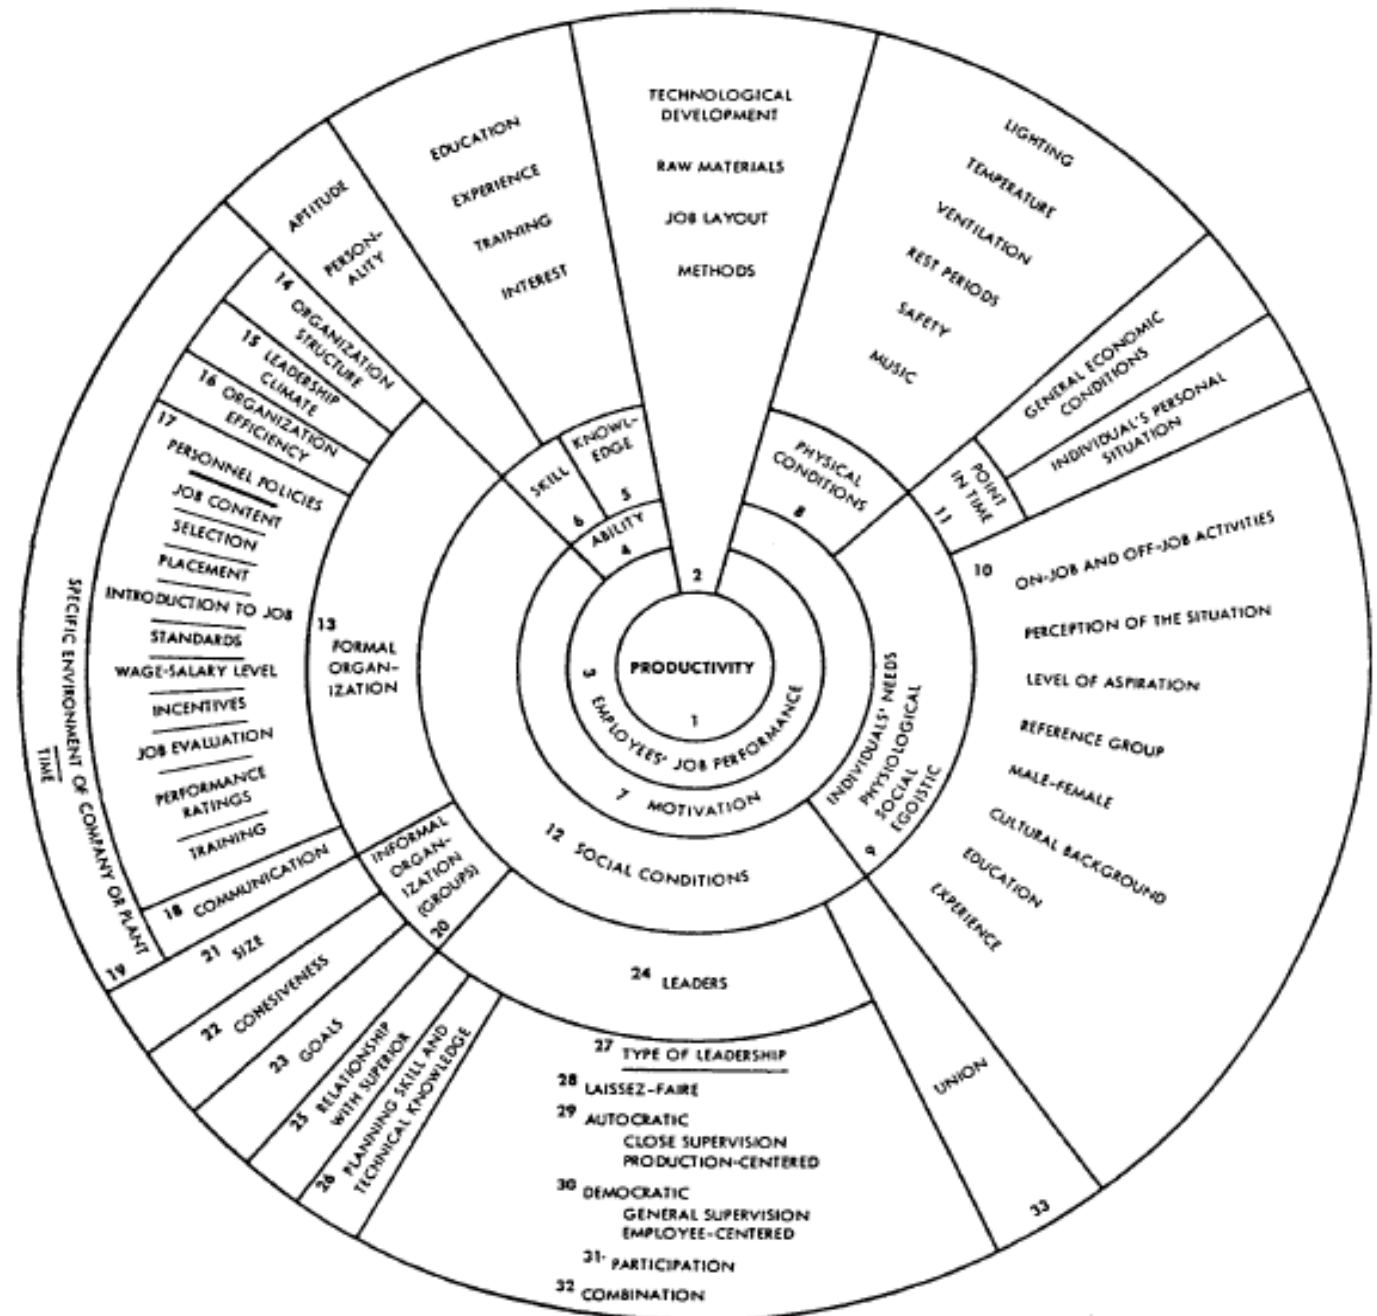 TECHNOLOGICAL
DEVELOPMENT
RAW MATERIALS
JOB LAYOUT
METHODS
2
LIGHTING
TEMPERATURE
VENTILATION
REST PERIODS
SAFETY
MUSIC
PHYSICAL
CONDITIONS
8
GENERAL ECONOMIC
CONDITIONS
INDIVIDUAL'S PERSONAL
SITUATION
POINT
IN TIME
11
10
ON-JOB AND OFF-JOB ACTIVITIES
PERCEPTION OF THE SITUATION
LEVEL OF ASPIRATION
REFERENCE GROUP
MALE-FEMALE
CULTURAL BACKGROUND
EDUCATION
EXPERIENCE
INDIVIDUALS' NEEDS
PHYSIOLOGICAL
SOCIAL
EGOISTIC
9
UNION
33
24 LEADERS
27 TYPE OF LEADERSHIP
28 LAISSEZ-FAIRE
29 AUTOCRATIC
CLOSE SUPERVISION
PRODUCTION-CENTERED
30 DEMOCRATIC
GENERAL SUPERVISION
EMPLOYEE-CENTERED
31. PARTICIPATION
32 COMBINATION
26 PLANNING SKILL AND
TECHNICAL KNOWLEDGE
25 RELATIONSHIP
WITH SUPERIOR
23 GOALS
22 COHESIVENESS
21 SIZE
INFORMAL
ORGAN-
IZATION
(GROUPS)
20
19 SPECIFIC ENVIRONMENT OF COMPANY OR PLANT
TIME
18 COMMUNICATION
17
PERSONNEL POLICIES
JOB CONTENT
SELECTION
PLACEMENT
INTRODUCTION TO JOB
STANDARDS
WAGE-SALARY LEVEL
INCENTIVES
JOB EVALUATION
PERFORMANCE
RATINGS
TRAINING
16 ORGANIZATION
EFFICIENCY
15 LEADERSHIP
CLIMATE
14 ORGANIZATION
STRUCTURE
13
FORMAL
ORGAN-
IZATION
APTITUDE
PERSON-
ALITY
EDUCATION
EXPERIENCE
TRAINING
INTEREST
SKILL
6
KNOWL-
EDGE
5
ABILITY
4
PRODUCTIVITY
1
3 EMPLOYEES' JOB PERFORMANCE
7 MOTIVATION
12 SOCIAL CONDITIONS